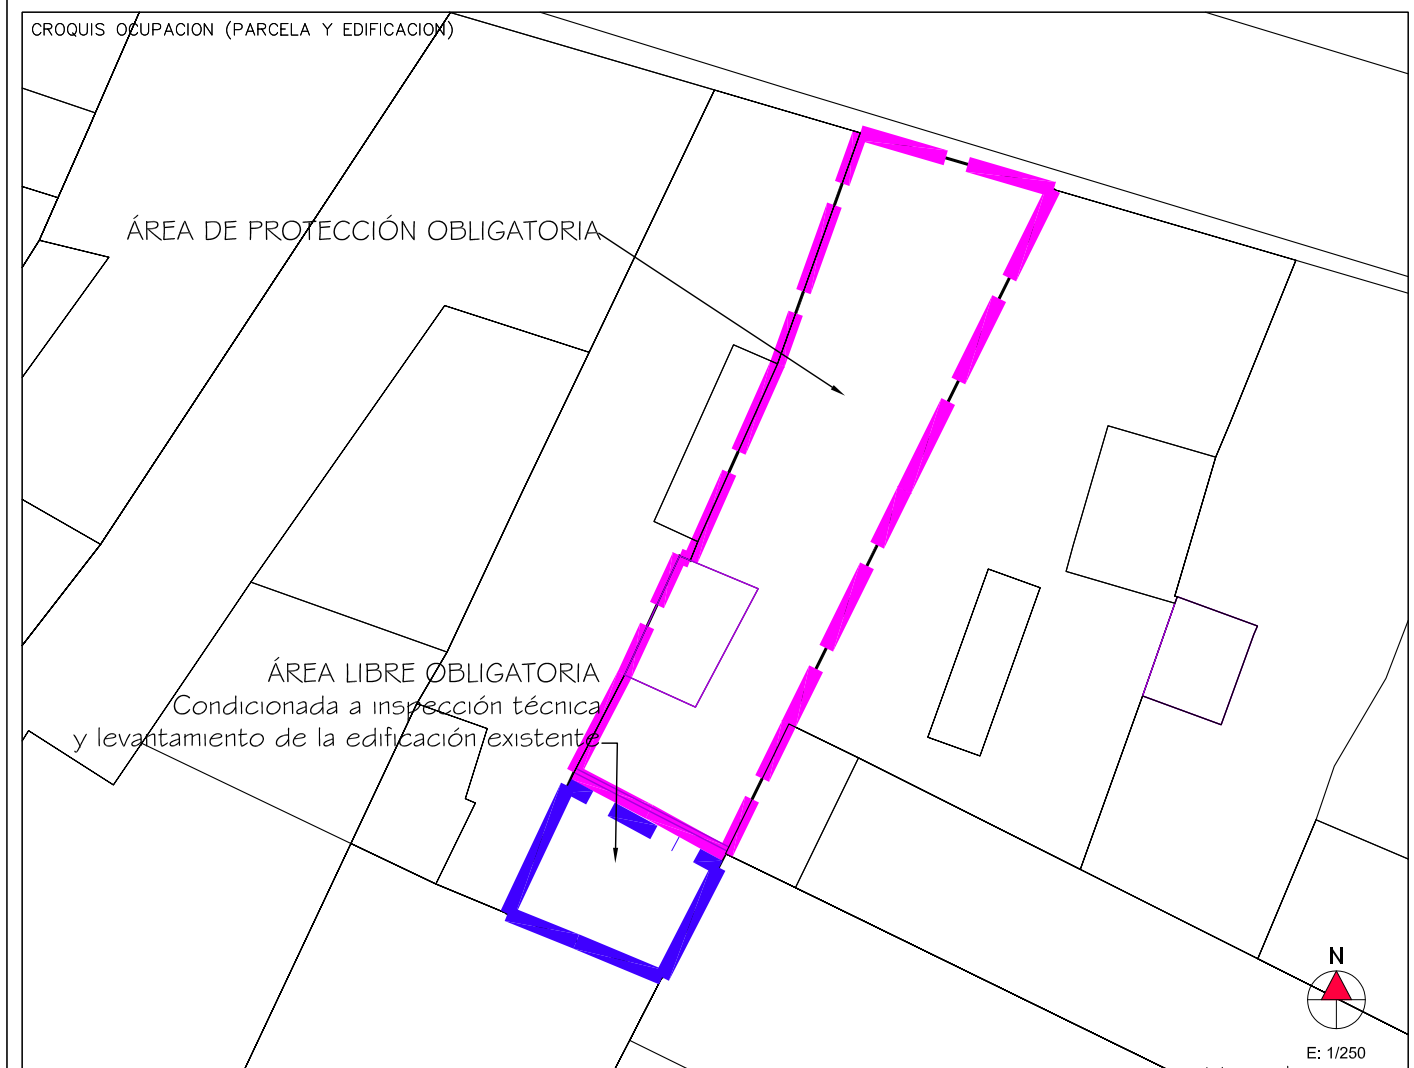 CROQUIS OCUPACION (PARCELA Y EDIFICACION)
ÁREA DE PROTECCIÓN OBLIGATORIA
ÁREA LIBRE OBLIGATORIA
Condicionada a inspección técnica
y levantamiento de la edificación existente
N
E: 1/250